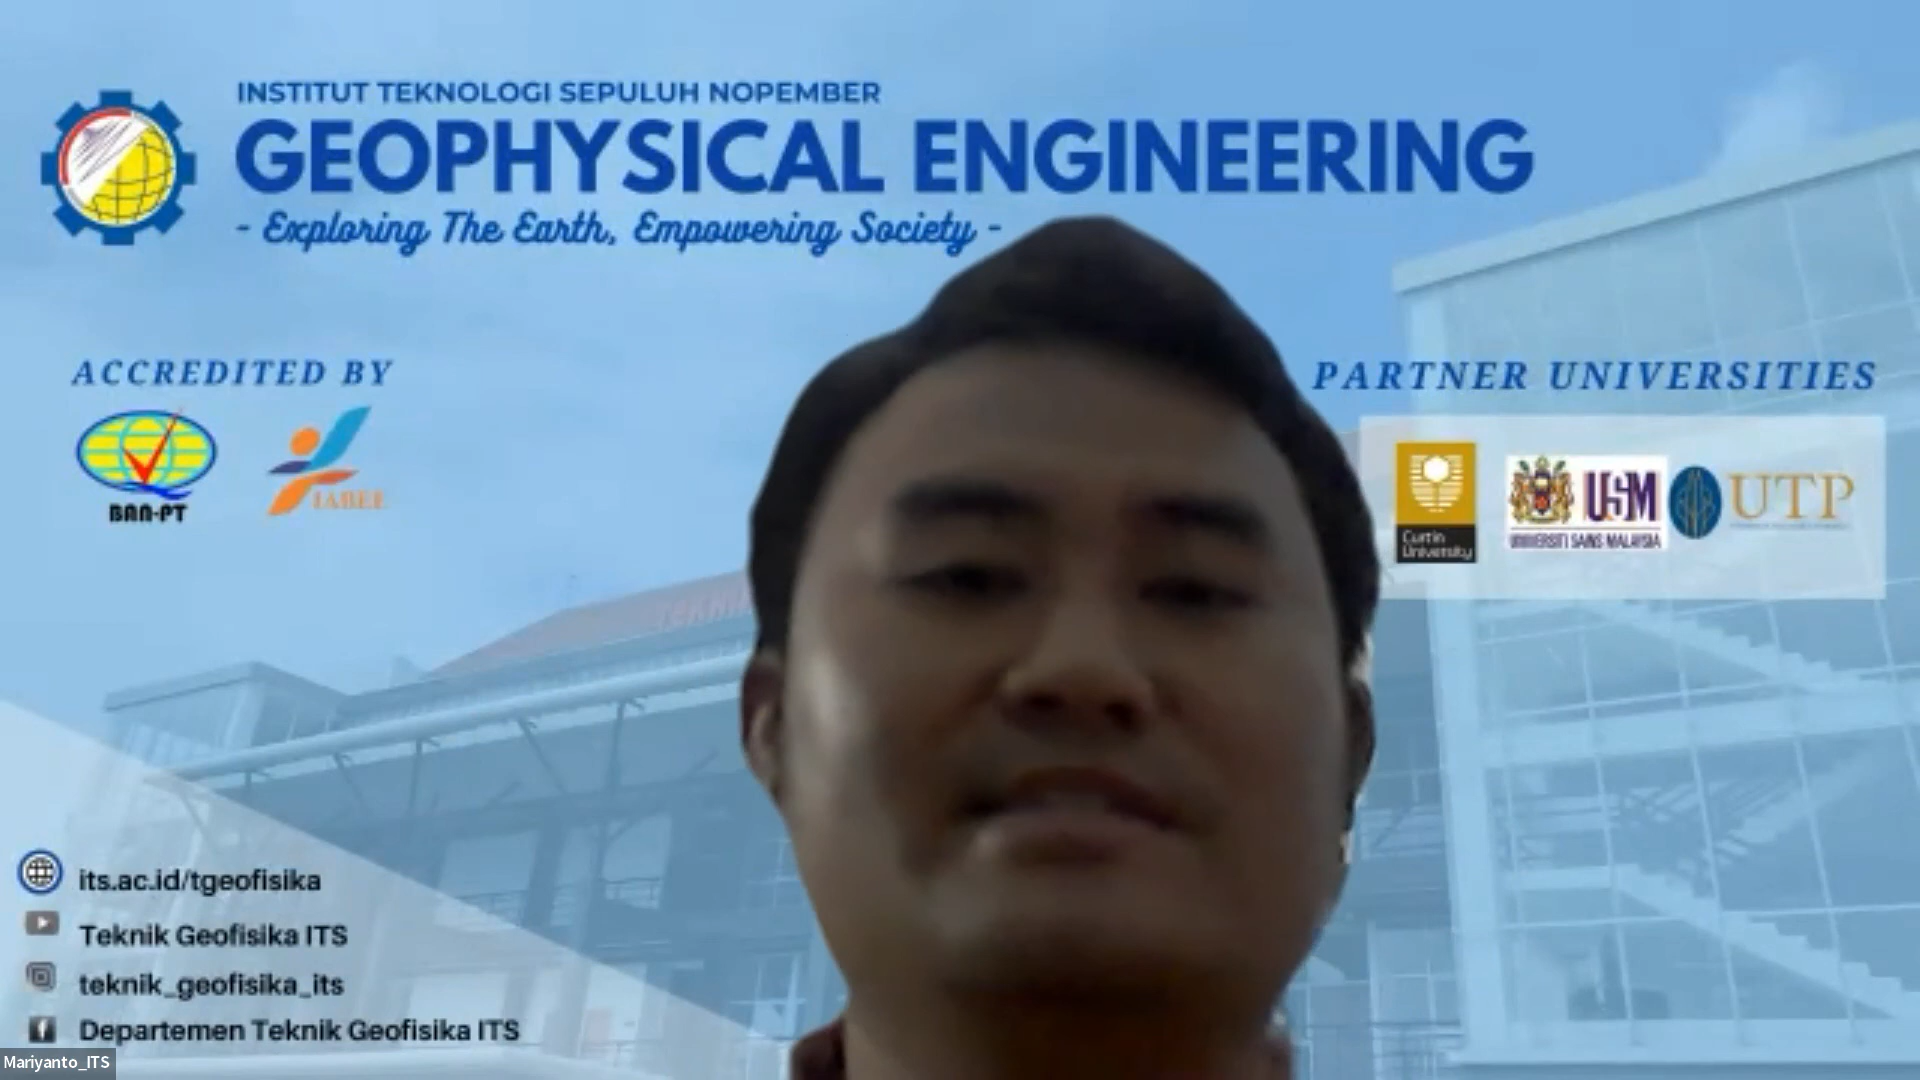 INSTITUT TEKNOLOGI SEPULUH NOPEMBER
GEOPHYSICAL ENGINEERING
- Exploring The Earth, Empowering Society -
ACCREDITED BY
BAN-PT
IABEE
PARTNER UNIVERSITIES
Curtin University
USM
UNIVERSITI SAINS MALAYSIA
UTP
TEKNIK
its.ac.id/tgeofisika
Teknik Geofisika ITS
teknik_geofisika_its
Departemen Teknik Geofisika ITS
Mariyanto_ITS